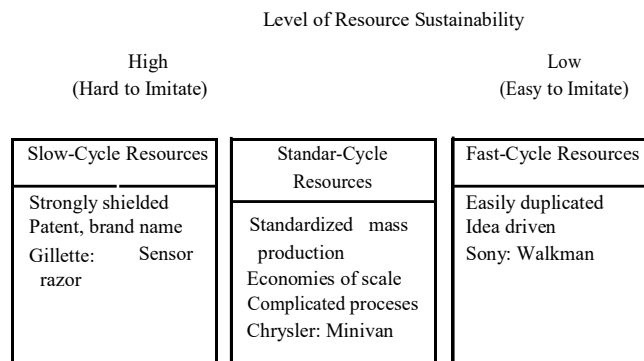 Level of Resource Sustainability
High
(Hard to Imitate)
Low
(Easy to Imitate)
Slow-Cycle Resources
Strongly shielded
Patent, brand name
Gillette: Sensor
razor
Standar-Cycle
Resources
Standardized mass
production
Economies of scale
Complicated proceses
Chrysler: Minivan
Fast-Cycle Resources
Easily duplicated
Idea driven
Sony: Walkman